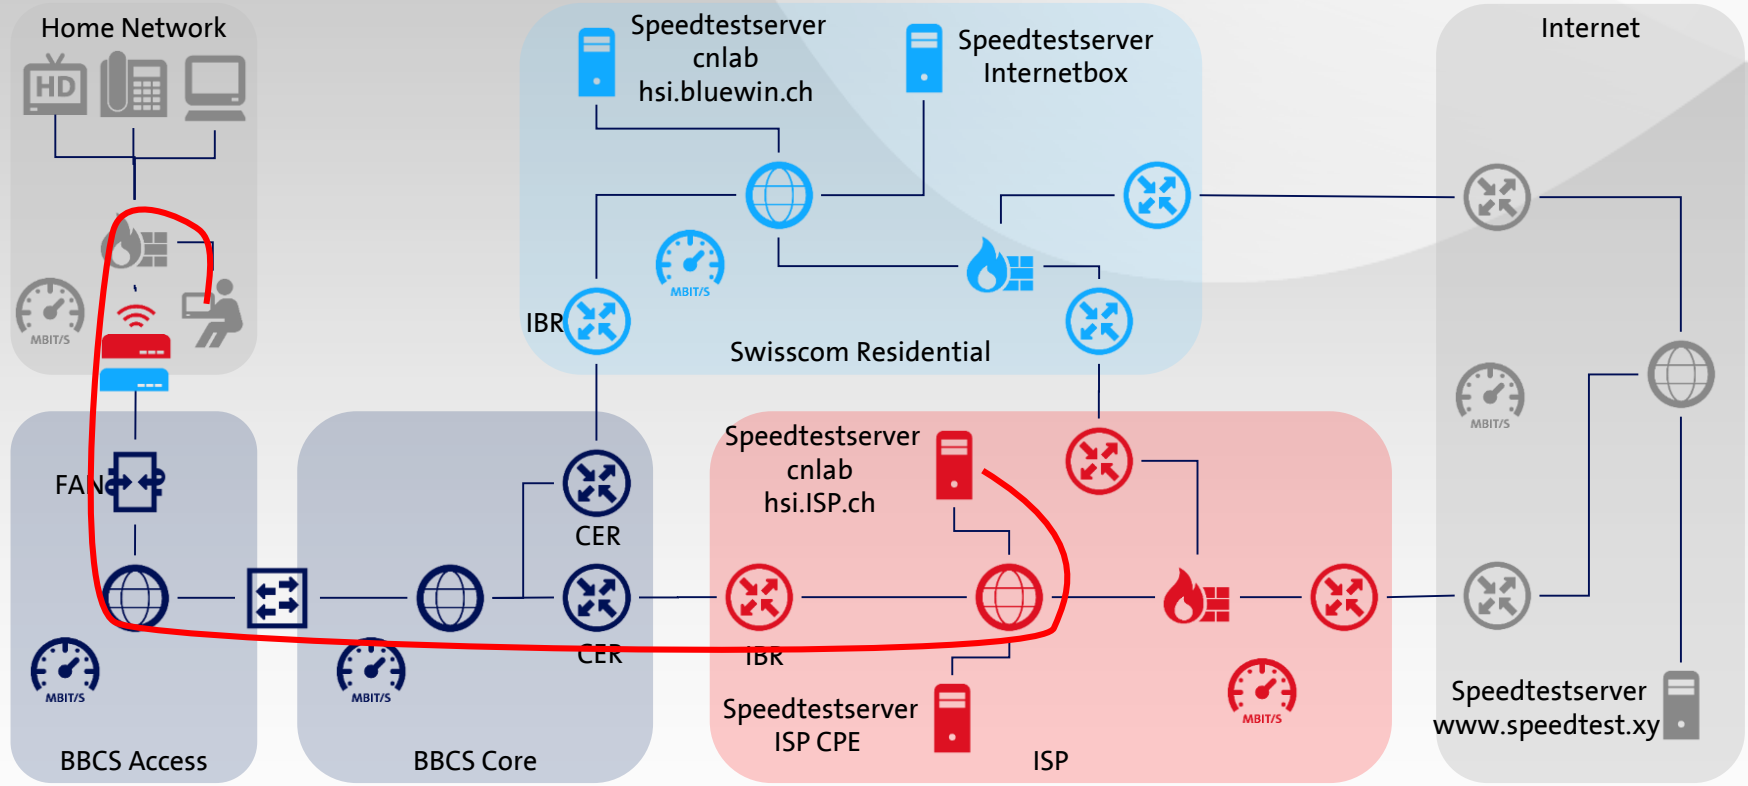 Home Network
HD
MBIT/S
Speedtestserver
cnlab
hsi.bluewin.ch
Speedtestserver
Internetbox
MBIT/S
IBR
Swisscom Residential
Internet
MBIT/S
Speedtestserver
www.speedtest.xy
FAN
MBIT/S
BBCS Access
CER
CER
MBIT/S
BBCS Core
Speedtestserver
cnlab
hsi.ISP.ch
IBR
Speedtestserver
ISP CPE
MBIT/S
ISP